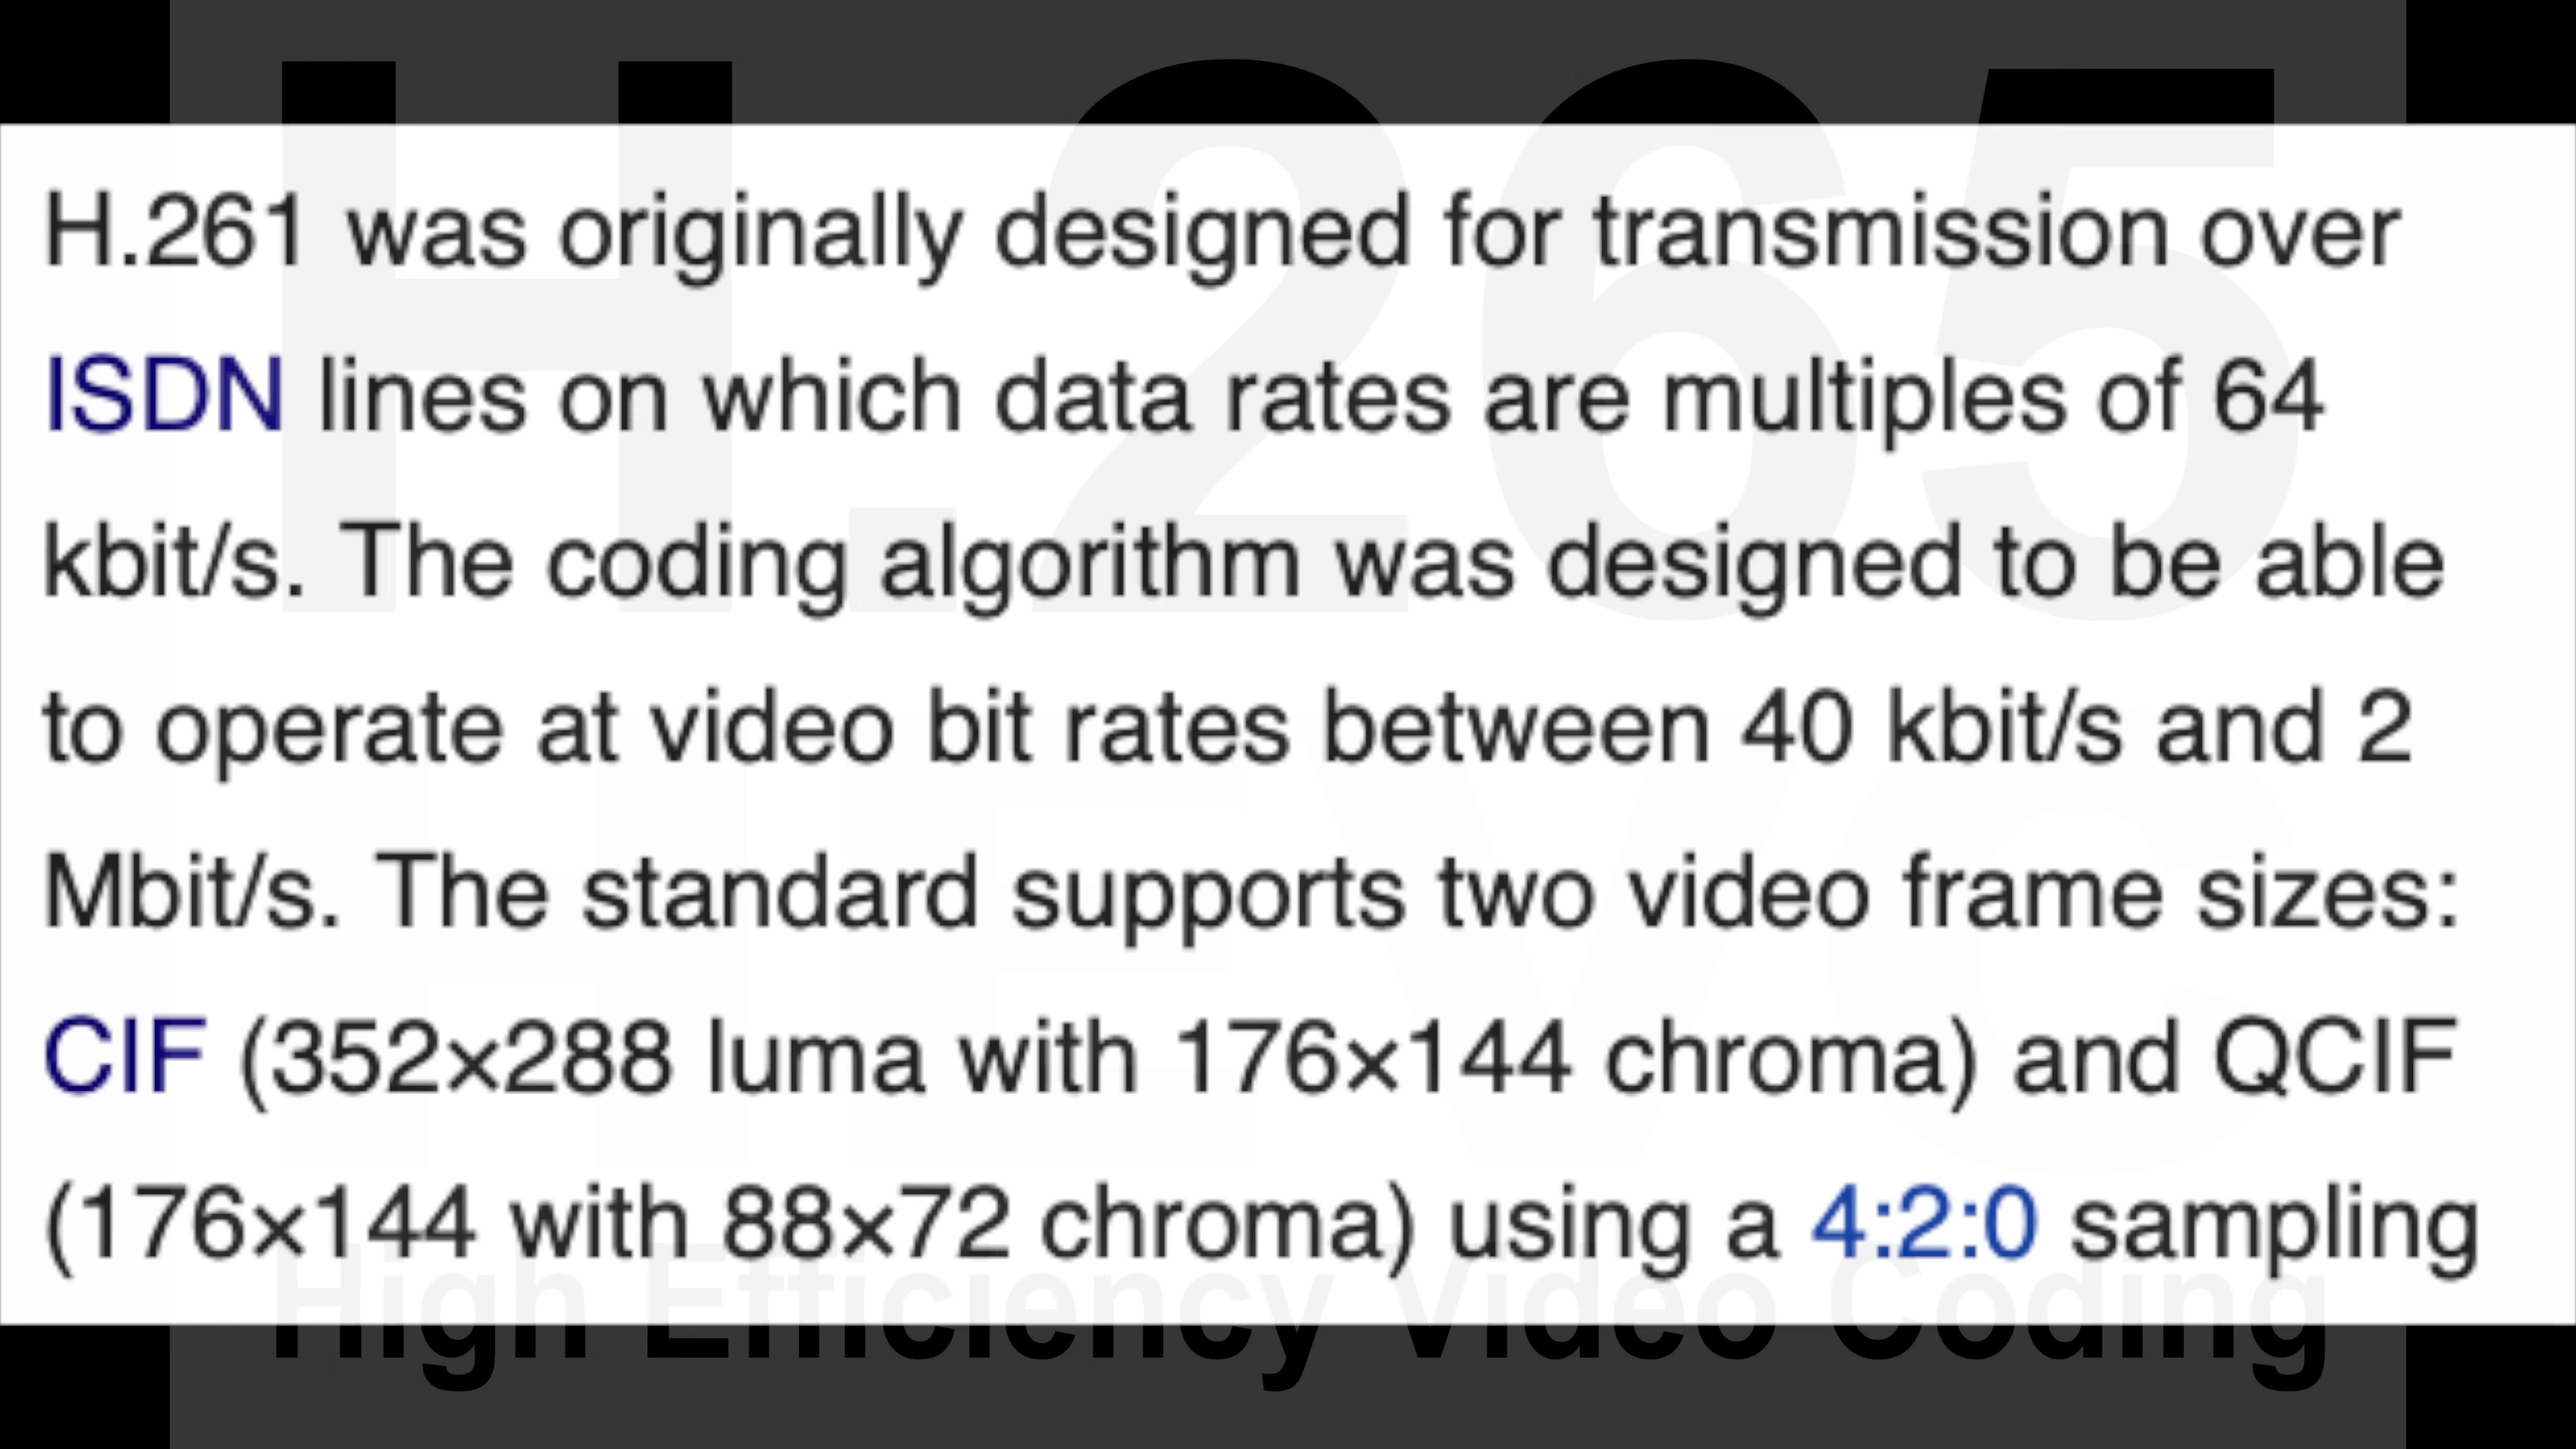 H.265
H.261 was originally designed for transmission over
ISDN lines on which data rates are multiples of 64
kbit/s. The coding algorithm was designed to be able
to operate at video bit rates between 40 kbit/s and 2
Mbit/s. The standard supports two video frame sizes:
CIF (352×288 luma with 176×144 chroma) and QCIF
(176×144 with 88×72 chroma) using a 4:2:0 sampling
High Efficiency Video Coding